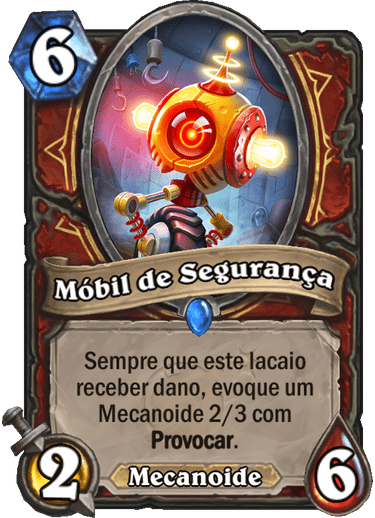 6
Móbil de Segurança
Sempre que este lacaio
receber dano, evoque um
Mecanoide 2/3 com
Provocar.
2
Mecanoide
6